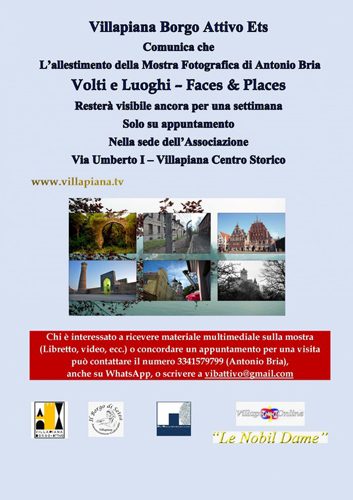 Villapiana Borgo Attivo Ets
Comunica che
L'allestimento della Mostra Fotografica di Antonio Bria
Volti e Luoghi – Faces & Places
Resterà visibile ancora per una settimana
Solo su appuntamento
Nella sede dell'Associazione
Via Umberto I – Villapiana Centro Storico
www.villapiana.tv
Chi è interessato a ricevere materiale multimediale sulla mostra
(Libretto, video, ecc.) o concordare un appuntamento per una visita
può contattare il numero 3341579799 (Antonio Bria),
anche su WhatsApp, o scrivere a vibattivo@gmail.com
VILLAPIANA
BORGO ATTIVO
Il Borgo di Siena
Villapiana
VillapianaOnline
"Le Nobil Dame"